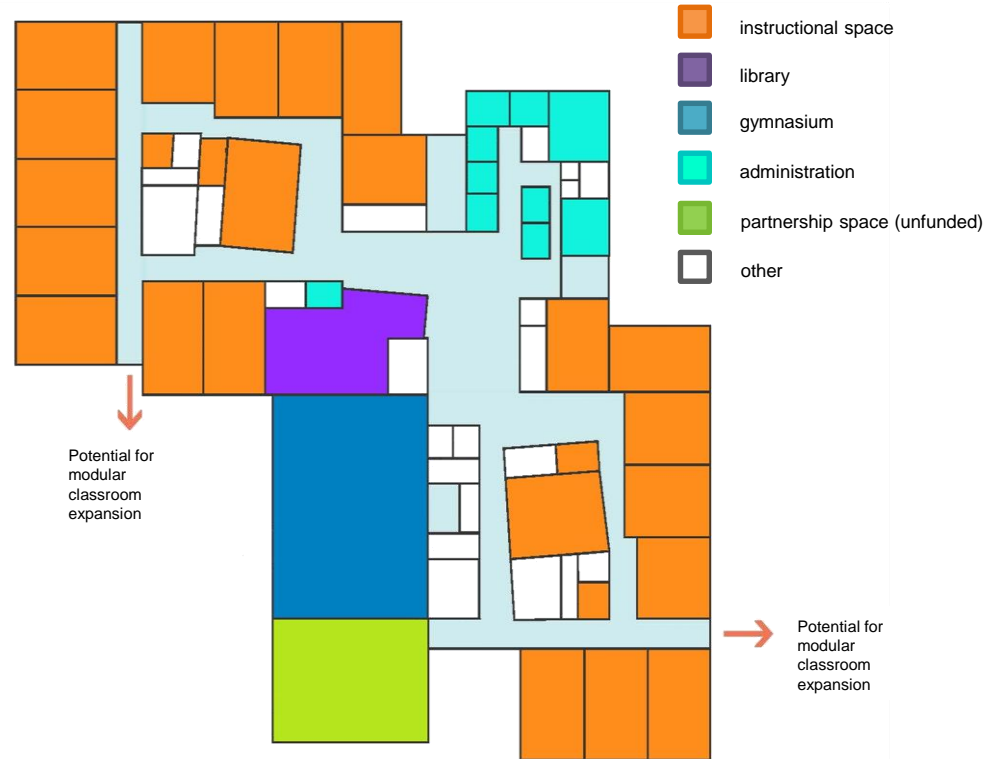 instructional space
library
gymnasium
administration
partnership space (unfunded)
other
Potential for
modular
classroom
expansion
Potential for
modular
classroom
expansion